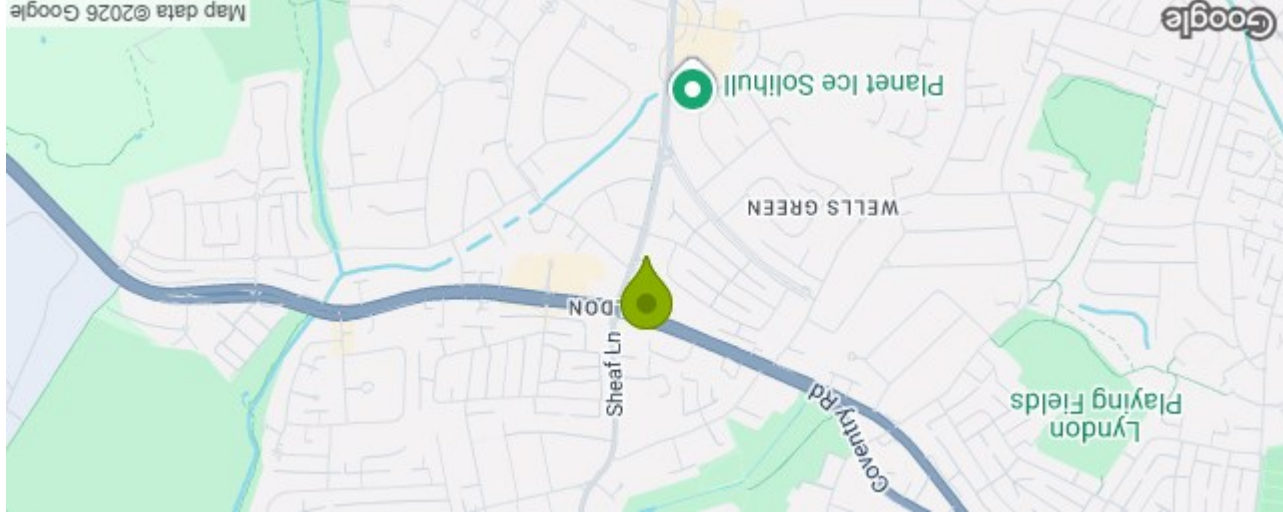 Lyndon
Playing Fields
Coventry Rd
Sheaf Ln
WELLS GREEN
Planet Ice Solihull
Google
Map data ©2026 Google